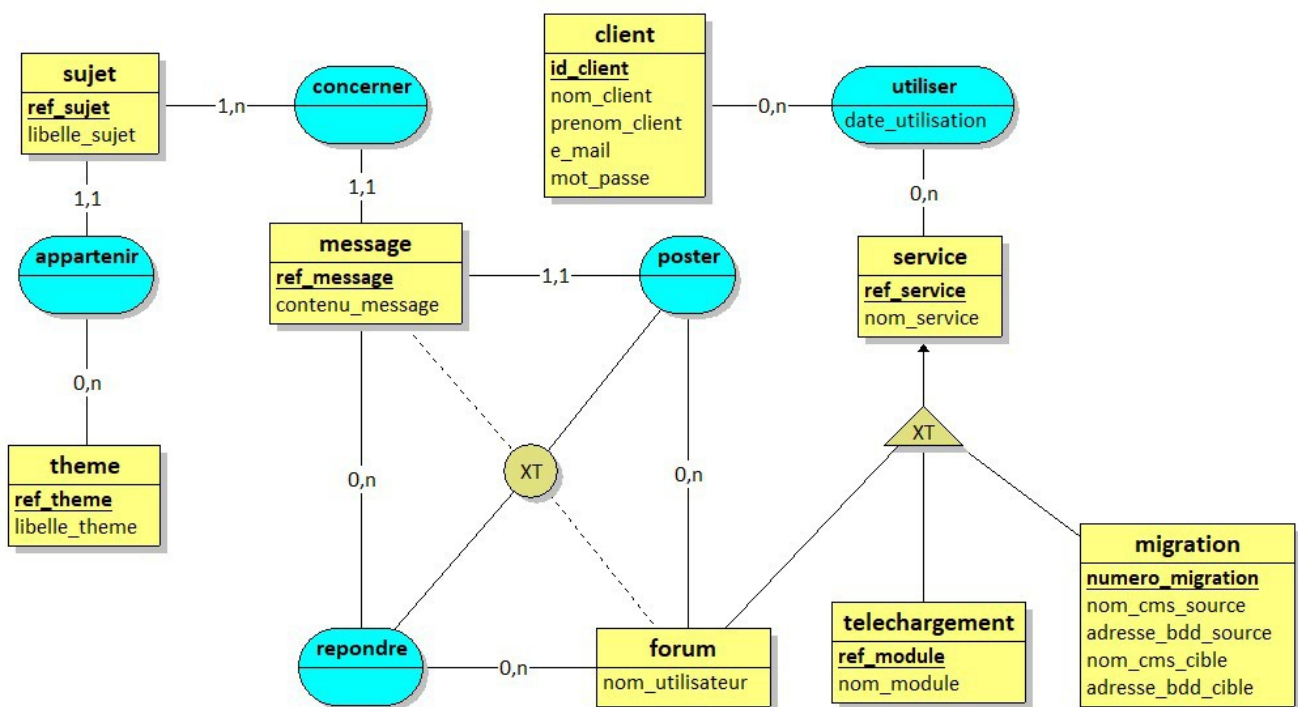 client
id_client
nom_client
prenom_client
e_mail
mot_passe
sujet
ref_sujet
libelle_sujet
1,n
concerner
0,n
utiliser
date_utilisation
1,1
1,1
0,n
appartenir
message
ref_message
contenu_message
1,1
poster
service
ref_service
nom_service
0,n
theme
ref_theme
libelle_theme
0,n
XT
0,n
XT
repondre
0,n
forum
nom_utilisateur
telechargement
ref_module
nom_module
migration
numero_migration
nom_cms_source
adresse_bdd_source
nom_cms_cible
adresse_bdd_cible